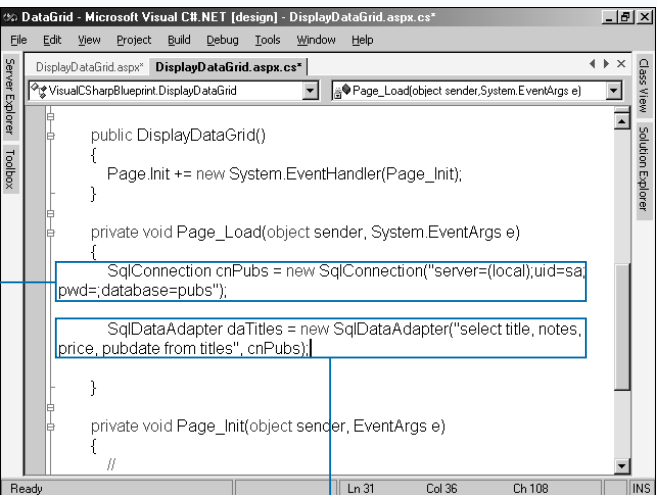 DataGrid - Microsoft Visual C#.NET [design] - DisplayDataGrid.aspx.cs*
File Edit View Project Build Debug Tools Window Help
Server Explorer
Toolbox
DisplayDataGrid.aspx* DisplayDataGrid.aspx.cs*
VisualCSharpBlueprint.DisplayDataGrid Page_Load(object sender,System.EventArgs e)
Class View
Solution Explorer
public DisplayDataGrid()
{
Page.Init += new System.EventHandler(Page_Init);
}
private void Page_Load(object sender, System.EventArgs e)
{
SqlConnection cnPubs = new SqlConnection("server=(local);uid=sa;
pwd=;database=pubs");
SqlDataAdapter daTitles = new SqlDataAdapter("select title, notes,
price, pubdate from titles", cnPubs);
}
private void Page_Init(object sender, EventArgs e)
{
//
Ready Ln 31 Col 36 Ch 108 INS